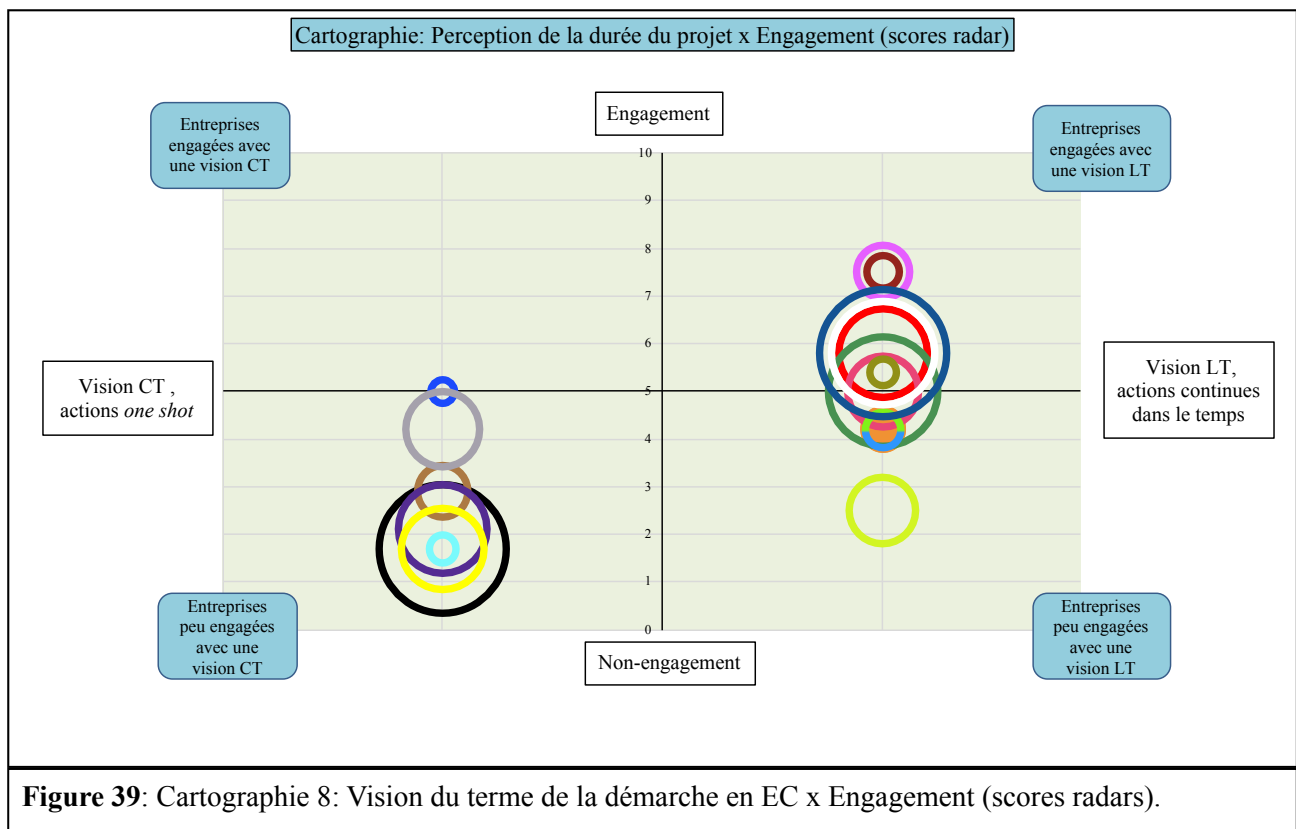 Cartographie: Perception de la durée du projet x Engagement (scores radar)
Entreprises
engagées avec
une vision CT
Engagement
Entreprises
engagées avec
une vision LT
10
9
8
7
6
5
4
3
2
1
0
Vision CT ,
actions one shot
Vision LT,
actions continues
dans le temps
Entreprises
peu engagées
avec une
vision CT
Non-engagement
Entreprises
peu engagées
avec une
vision LT
Figure 39: Cartographie 8: Vision du terme de la démarche en EC x Engagement (scores radars).